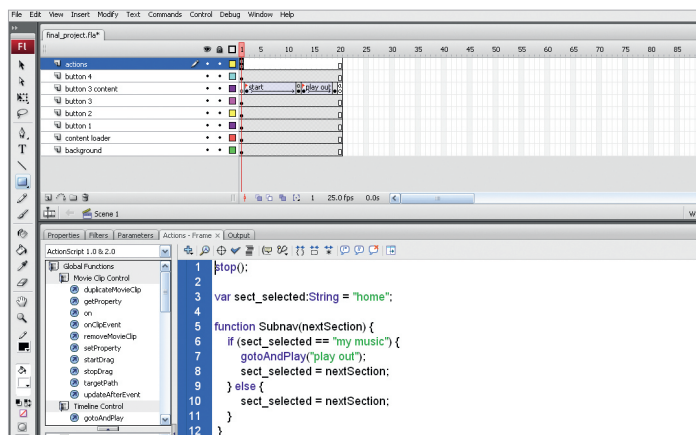 File Edit View Insert Modify Text Commands Control Debug Window Help
final_project.fla*
Fl
1 5 10 15 20 25 30 35 40 45 50 55 60 65 70 75 80 85
actions
button 4
button 3 content
start play out
button 3
button 2
button 1
content loader
background
T
1 25.0 fps 0.0s
Scene 1
W
Properties Filters Parameters Actions - Frame × Output
ActionScript 1.0 & 2.0
Global Functions
Movie Clip Control
duplicateMovieClip
getProperty
on
onClipEvent
removeMovieClip
setProperty
startDrag
stopDrag
targetPath
updateAfterEvent
Timeline Control
gotoAndPlay
1 stop();
2
3 var sect_selected:String = "home";
4
5 function Subnav(nextSection) {
6 if (sect_selected == "my music") {
7 gotoAndPlay("play out");
8 sect_selected = nextSection;
9 } else {
10 sect_selected = nextSection;
11 }
12 }